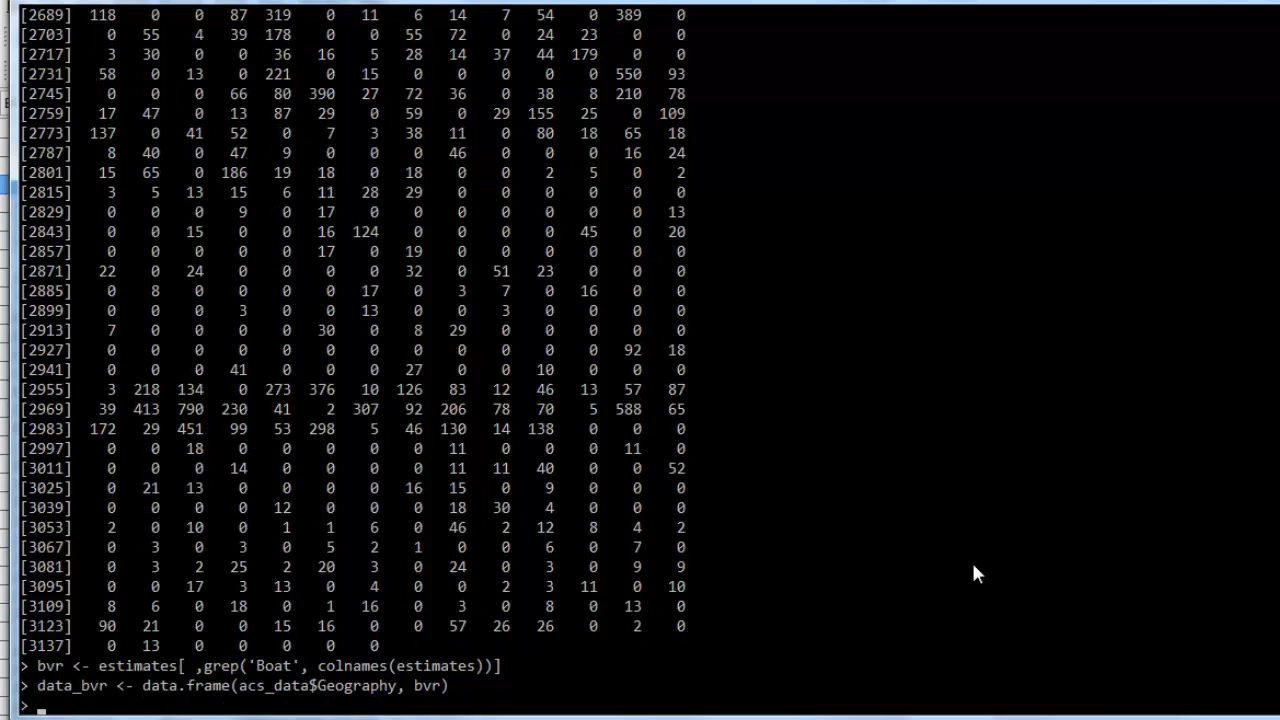 [2689] 118 0 0 87 319 0 11 6 14 7 54 0 389 0
[2703] 0 55 4 39 178 0 0 55 72 0 24 23 0 0
[2717] 3 30 0 0 36 16 5 28 14 37 44 179 0 0
[2731] 58 0 13 0 221 0 15 0 0 0 0 0 550 93
[2745] 0 0 0 66 80 390 27 72 36 0 38 8 210 78
[2759] 17 47 0 13 87 29 0 59 0 29 155 25 0 109
[2773] 137 0 41 52 0 7 3 38 11 0 80 18 65 18
[2787] 8 40 0 47 9 0 0 0 46 0 0 0 16 24
[2801] 15 65 0 186 19 18 0 18 0 0 2 5 0 2
[2815] 3 5 13 15 6 11 28 29 0 0 0 0 0 0
[2829] 0 0 0 9 0 17 0 0 0 0 0 0 0 13
[2843] 0 0 15 0 0 16 124 0 0 0 0 45 0 20
[2857] 0 0 0 0 0 17 0 19 0 0 0 0 0 0
[2871] 22 0 24 0 0 0 0 32 0 51 23 0 0 0
[2885] 0 8 0 0 0 0 17 0 3 7 0 16 0 0
[2899] 0 0 0 3 0 0 13 0 0 3 0 0 0 0
[2913] 7 0 0 0 0 30 0 8 29 0 0 0 0 0
[2927] 0 0 0 0 0 0 0 0 0 0 0 0 92 18
[2941] 0 0 0 41 0 0 0 27 0 0 10 0 0 0
[2955] 3 218 134 0 273 376 10 126 83 12 46 13 57 87
[2969] 39 413 790 230 41 2 307 92 206 78 70 5 588 65
[2983] 172 29 451 99 53 298 5 46 130 14 138 0 0 0
[2997] 0 0 18 0 0 0 0 0 11 0 0 0 11 0
[3011] 0 0 0 14 0 0 0 0 11 11 40 0 0 52
[3025] 0 21 13 0 0 0 0 16 15 0 9 0 0 0
[3039] 0 0 0 0 12 0 0 0 18 30 4 0 0 0
[3053] 2 0 10 0 1 1 6 0 46 2 12 8 4 2
[3067] 0 3 0 3 0 5 2 1 0 0 6 0 7 0
[3081] 0 3 2 25 2 20 3 0 24 0 3 0 9 9
[3095] 0 0 17 3 13 0 4 0 0 2 3 11 0 10
[3109] 8 6 0 18 0 1 16 0 3 0 8 0 13 0
[3123] 90 21 0 0 15 16 0 0 57 26 26 0 2 0
[3137] 0 13 0 0 0 0 0
> bvr <- estimates[ ,grep('Boat', colnames(estimates))]
> data_bvr <- data.frame(acs_data$Geography, bvr)
>